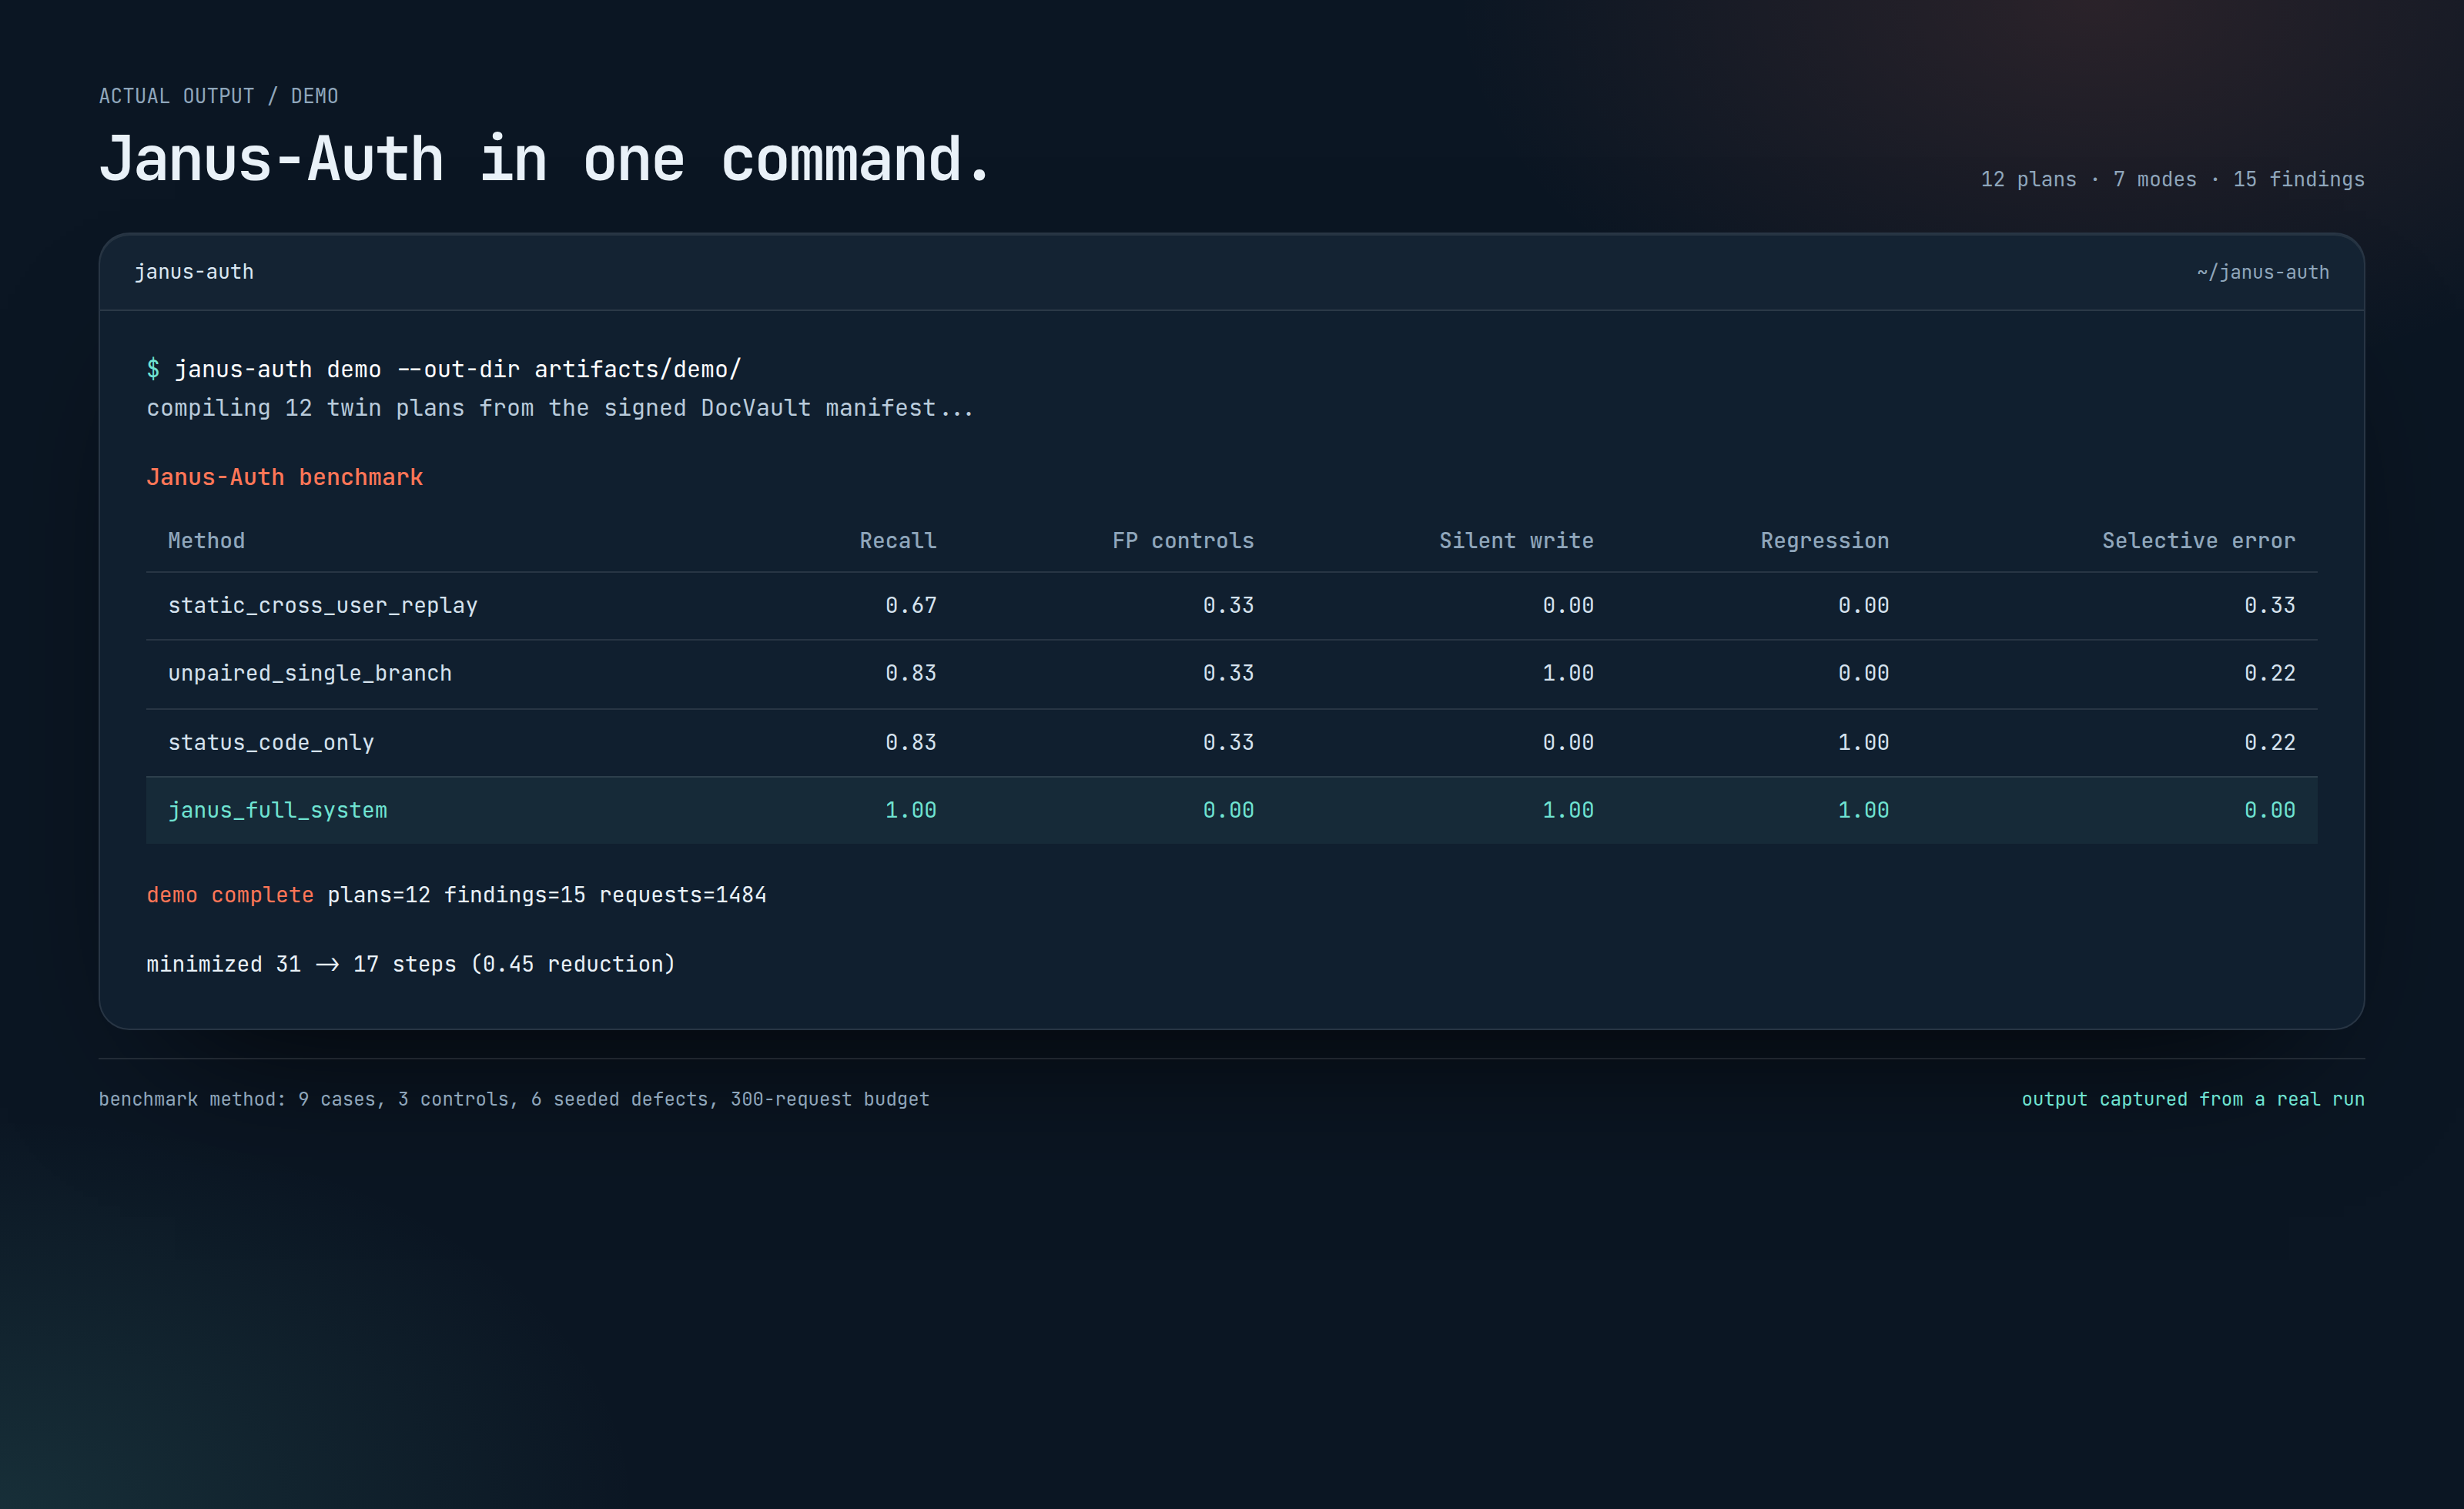 ACTUAL OUTPUT / DEMO
Janus-Auth in one command.
12 plans · 7 modes · 15 findings
janus-auth ~/janus-auth
$ janus-auth demo --out-dir artifacts/demo/
compiling 12 twin plans from the signed DocVault manifest...
Janus-Auth benchmark
Method Recall FP controls Silent write Regression Selective error
static_cross_user_replay 0.67 0.33 0.00 0.00 0.33
unpaired_single_branch 0.83 0.33 1.00 0.00 0.22
status_code_only 0.83 0.33 0.00 1.00 0.22
janus_full_system 1.00 0.00 1.00 1.00 0.00
demo complete plans=12 findings=15 requests=1484
minimized 31 -> 17 steps (0.45 reduction)
benchmark method: 9 cases, 3 controls, 6 seeded defects, 300-request budget output captured from a real run